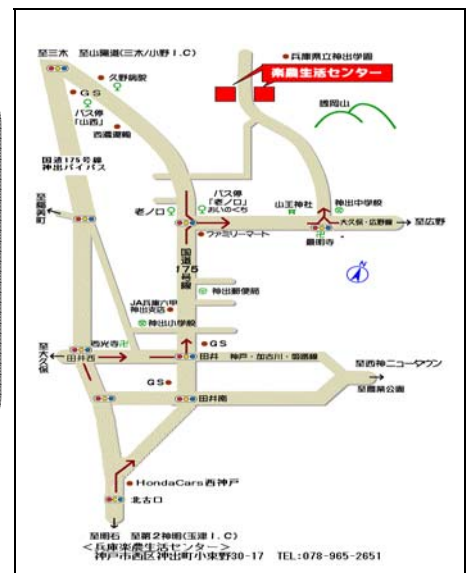 至三木　至山陽道(三木/小野I.C)
兵庫県立神出学園
楽農生活センター
久野病院
GS
バス停
「山西」
西濃運輸
雄岡山
国道175号線
神出バイパス
バス停
「老ノ口」
おいのくち
老ノ口
山王神社
神出中学校
大久保・広野線
至広野
至稲美町
ファミリーマート
最明寺
国道175号線
神出郵便局
JA兵庫六甲
神出支店
神出小学校
GS
西光寺
田井西
田井
神戸・加古川・姫路線
至大久保
至西神ニュータウン
至農業公園
GS
田井南
HondaCars西神戸
北古口
至明石　至第2神明(玉津I.C)
＜兵庫楽農生活センター＞
神戸市西区神出町小束野30-17　TEL:078-965-2651